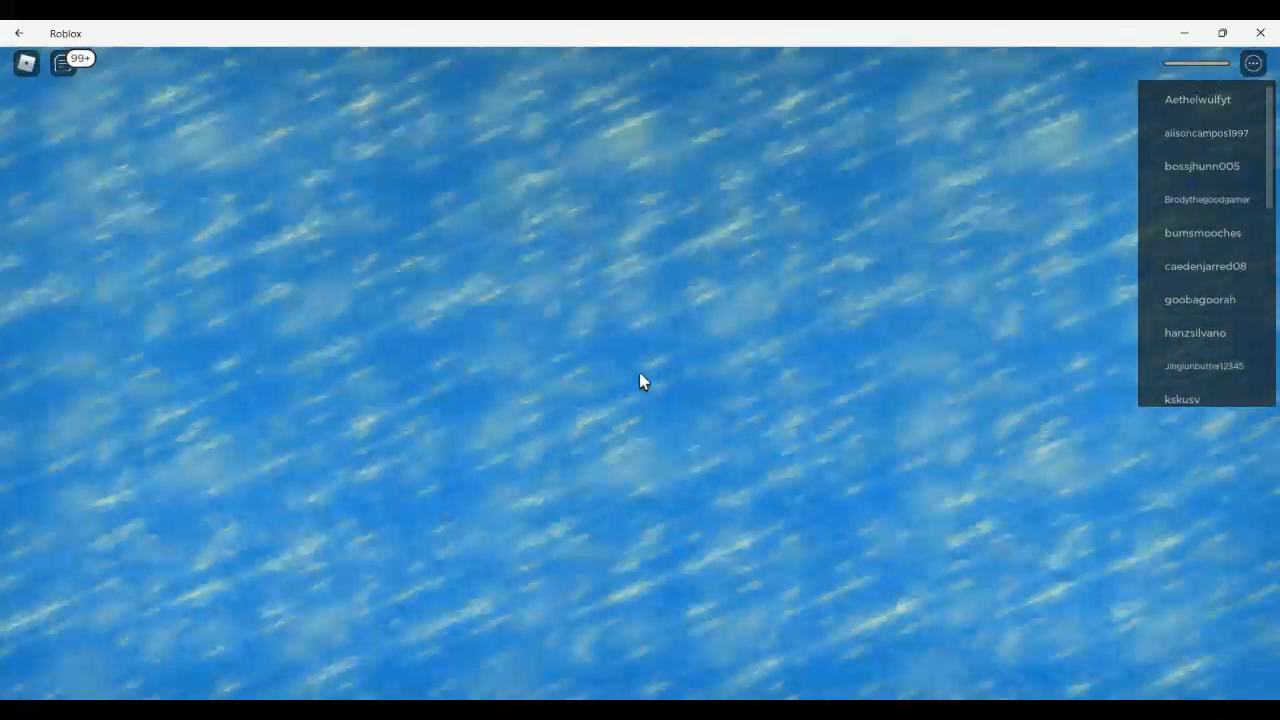 Roblox
99+
Aethelwulfyt
alisoncampos1997
bossjhunn005
Brodythegoodgamer
bumsmooches
caedenjarred08
goobagoorah
hanzsilvano
kskusv